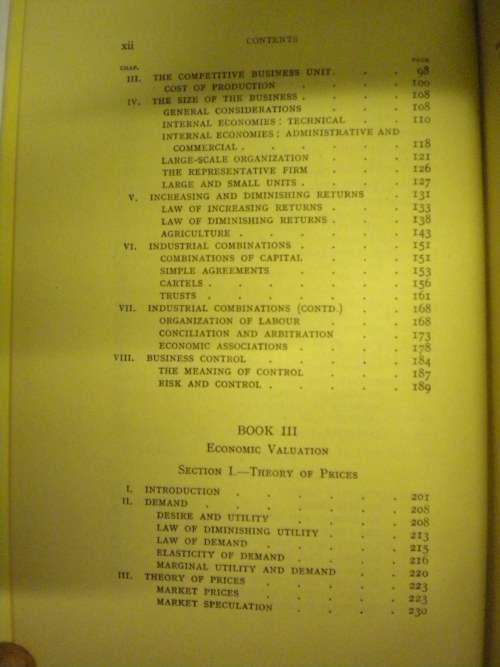 xii CONTENTS
CHAP. PAGE
III. THE COMPETITIVE BUSINESS UNIT . . . 98
COST OF PRODUCTION . . . . 100
IV. THE SIZE OF THE BUSINESS . . . . 108
GENERAL CONSIDERATIONS . . . 108
INTERNAL ECONOMIES: TECHNICAL . . 110
INTERNAL ECONOMIES: ADMINISTRATIVE AND
COMMERCIAL . . . . . . 118
LARGE-SCALE ORGANIZATION . . . 121
THE REPRESENTATIVE FIRM . . . 126
LARGE AND SMALL UNITS . . . . 127
V. INCREASING AND DIMINISHING RETURNS . . 131
LAW OF INCREASING RETURNS . . . 133
LAW OF DIMINISHING RETURNS . . . 138
AGRICULTURE . . . . . . 143
VI. INDUSTRIAL COMBINATIONS . . . . 151
COMBINATIONS OF CAPITAL . . . 151
SIMPLE AGREEMENTS . . . . 153
CARTELS . . . . . . 156
TRUSTS . . . . . . 161
VII. INDUSTRIAL COMBINATIONS (CONTD.) . . 168
ORGANIZATION OF LABOUR . . . 168
CONCILIATION AND ARBITRATION . . 173
ECONOMIC ASSOCIATIONS . . . . 178
VIII. BUSINESS CONTROL . . . . . 184
THE MEANING OF CONTROL . . . 187
RISK AND CONTROL . . . . . 189
BOOK III
ECONOMIC VALUATION
SECTION I.—THEORY OF PRICES
I. INTRODUCTION . . . . . . 201
II. DEMAND . . . . . . . 208
DESIRE AND UTILITY . . . . 208
LAW OF DIMINISHING UTILITY . . . 213
LAW OF DEMAND . . . . . 215
ELASTICITY OF DEMAND . . . . 216
MARGINAL UTILITY AND DEMAND . . 220
III. THEORY OF PRICES . . . . . 223
MARKET PRICES . . . . . 223
MARKET SPECULATION . . . . 230